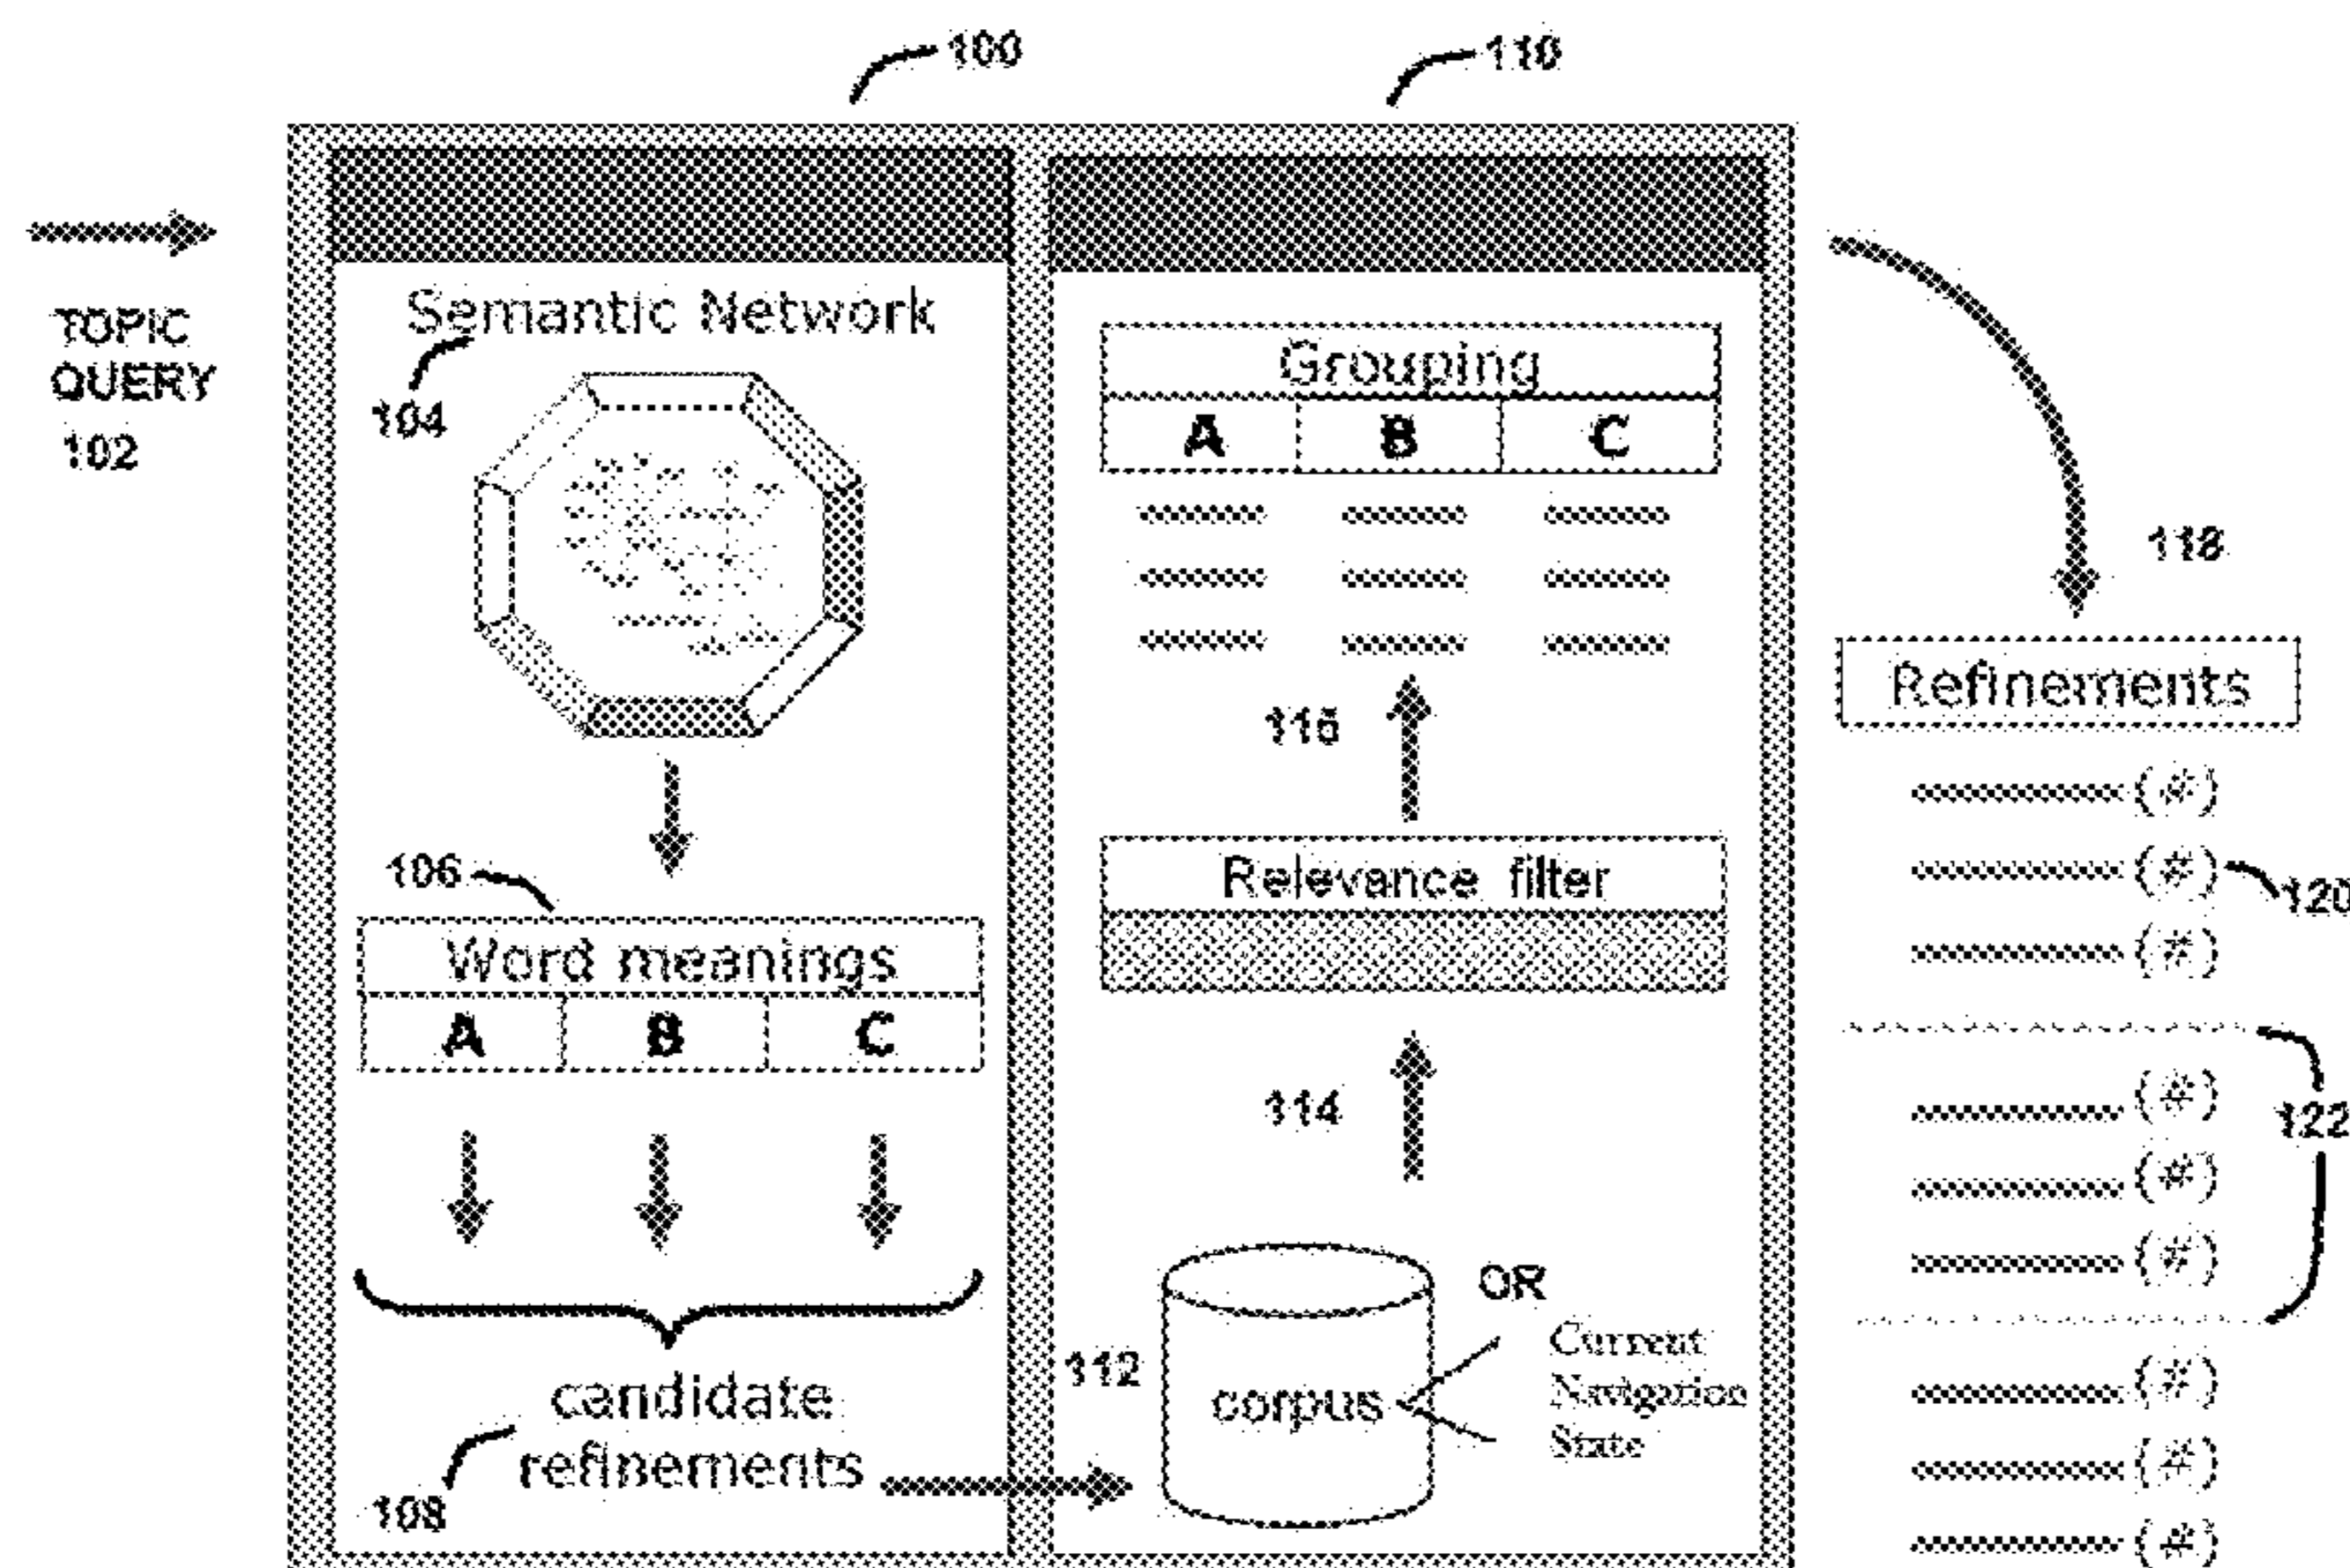 100
110
TOPIC
QUERY
102
Semantic Network
104
Grouping
A B C
118
Refinements
116
(#)
106
Relevance filter
(#)
120
Word meanings
(#)
A B C
114
(#)
122
(#)
(#)
OR
Current
Navigation
State
112
corpus
candidate
refinements
108
(#)
(#)
(#)